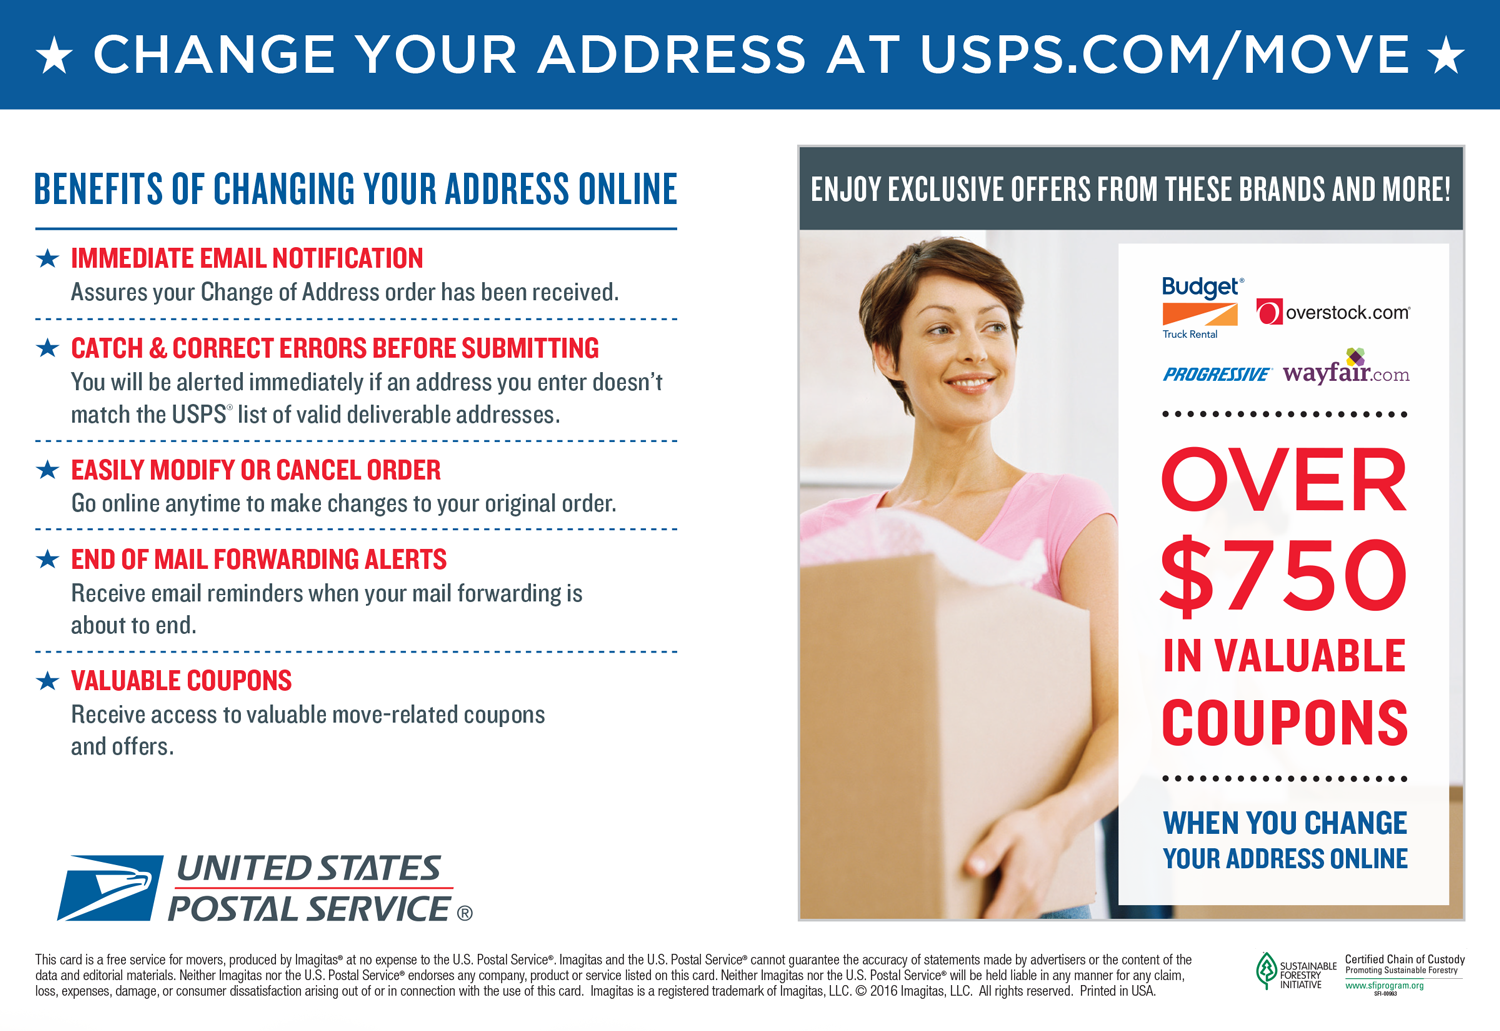 ★ CHANGE YOUR ADDRESS AT USPS.COM/MOVE ★
BENEFITS OF CHANGING YOUR ADDRESS ONLINE
★ IMMEDIATE EMAIL NOTIFICATION
Assures your Change of Address order has been received.
★ CATCH & CORRECT ERRORS BEFORE SUBMITTING
You will be alerted immediately if an address you enter doesn’t
match the USPS® list of valid deliverable addresses.
★ EASILY MODIFY OR CANCEL ORDER
Go online anytime to make changes to your original order.
★ END OF MAIL FORWARDING ALERTS
Receive email reminders when your mail forwarding is
about to end.
★ VALUABLE COUPONS
Receive access to valuable move-related coupons
and offers.
UNITED STATES
POSTAL SERVICE ®
ENJOY EXCLUSIVE OFFERS FROM THESE BRANDS AND MORE!
Budget®
Truck Rental
overstock.com®
PROGRESSIVE
wayfair.com
OVER
$750
IN VALUABLE
COUPONS
WHEN YOU CHANGE
YOUR ADDRESS ONLINE
This card is a free service for movers, produced by Imagitas® at no expense to the U.S. Postal Service®. Imagitas and the U.S. Postal Service® cannot guarantee the accuracy of statements made by advertisers or the content of the
data and editorial materials. Neither Imagitas nor the U.S. Postal Service® endorses any company, product or service listed on this card. Neither Imagitas nor the U.S. Postal Service® will be held liable in any manner for any claim,
loss, expenses, damage, or consumer dissatisfaction arising out of or in connection with the use of this card. Imagitas is a registered trademark of Imagitas, LLC. © 2016 Imagitas, LLC. All rights reserved. Printed in USA.
SUSTAINABLE
FORESTRY
INITIATIVE
Certified Chain of Custody
Promoting Sustainable Forestry
www.sfiprogram.org